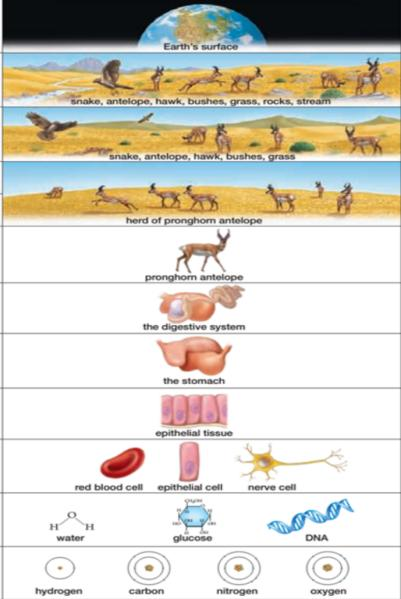 Earth's surface
snake, antelope, hawk, bushes, grass, rocks, stream
snake, antelope, hawk, bushes, grass
herd of pronghorn antelope
pronghorn antelope
the digestive system
the stomach
epithelial tissue
red blood cell epithelial cell nerve cell
O
H H
water
CH₂OH
glucose
DNA
hydrogen carbon nitrogen oxygen